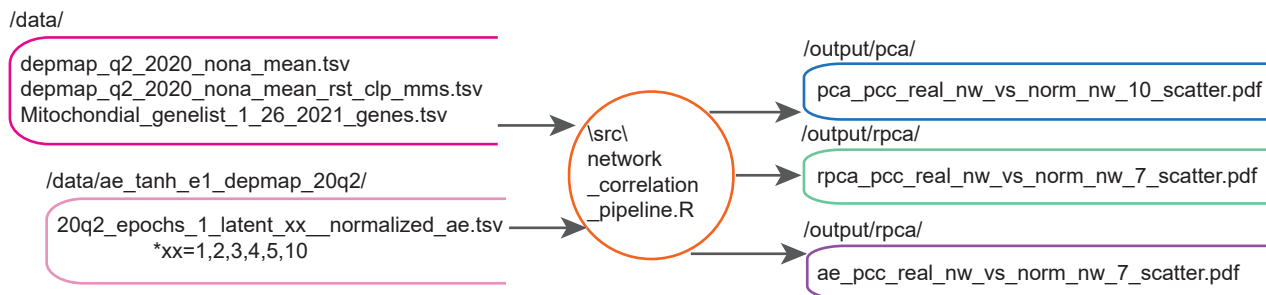 /data/
depmap_q2_2020_nona_mean.tsv
depmap_q2_2020_nona_mean_rst_clp_mms.tsv
Mitochondial_genelist_1_26_2021_genes.tsv
/data/ae_tanh_e1_depmap_20q2/
20q2_epochs_1_latent_xx__normalized_ae.tsv
*xx=1,2,3,4,5,10
\src\
network
_correlation
_pipeline.R
/output/pca/
pca_pcc_real_nw_vs_norm_nw_10_scatter.pdf
/output/rpca/
rpca_pcc_real_nw_vs_norm_nw_7_scatter.pdf
/output/rpca/
ae_pcc_real_nw_vs_norm_nw_7_scatter.pdf